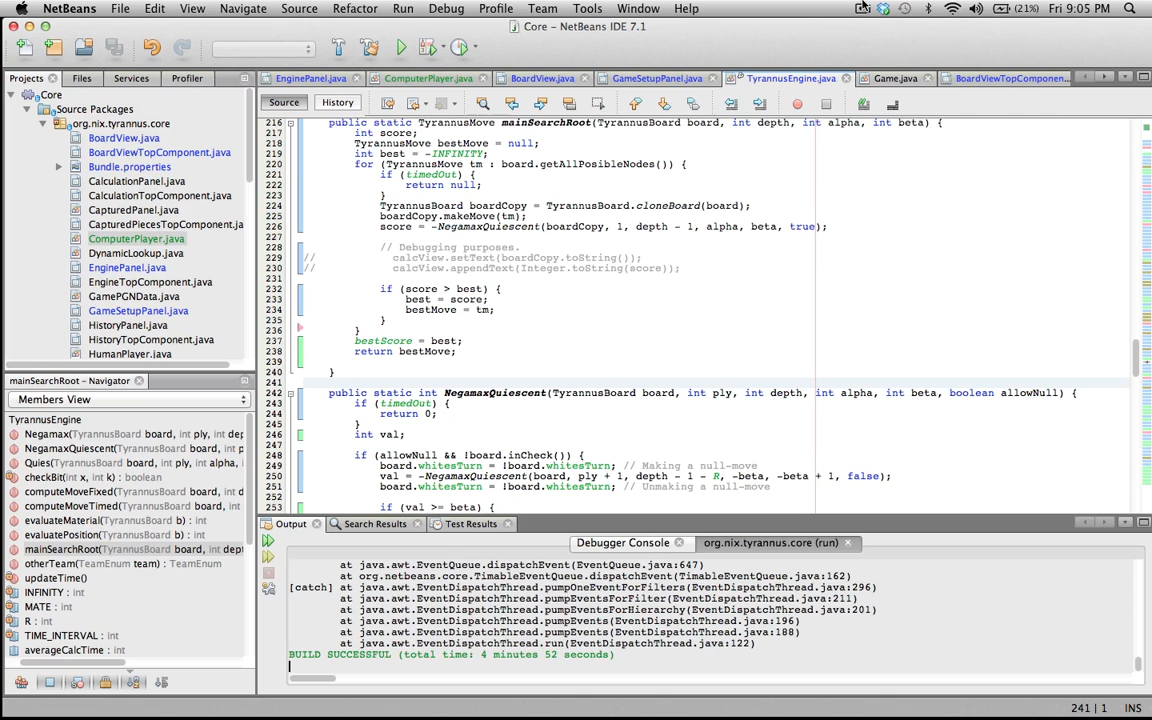 NetBeans File Edit View Navigate Source Refactor Run Debug Profile Team Tools Window Help (21%) Fri 9:05 PM
Core - NetBeans IDE 7.1
Projects Files Services Profiler
EnginePanel.java ComputerPlayer.java BoardView.java GameSetupPanel.java TyrannusEngine.java Game.java BoardViewTopComponen...
Source History
Core
Source Packages
org.nix.tyrannus.core
BoardView.java
BoardViewTopComponent.java
Bundle.properties
CalculationPanel.java
CalculationTopComponent.java
CapturedPanel.java
CapturedPiecesTopComponent.ja
ComputerPlayer.java
DynamicLookup.java
EnginePanel.java
EngineTopComponent.java
GamePGNData.java
GameSetupPanel.java
HistoryPanel.java
HistoryTopComponent.java
HumanPlayer.java
216 public static TyrannusMove mainSearchRoot(TyrannusBoard board, int depth, int alpha, int beta) {
217 int score;
218 TyrannusMove bestMove = null;
219 int best = -INFINITY;
220 for (TyrannusMove tm : board.getAllPosibleNodes()) {
221 if (timedOut) {
222 return null;
223 }
224 TyrannusBoard boardCopy = TyrannusBoard.cloneBoard(board);
225 boardCopy.makeMove(tm);
226 score = -NegamaxQuiescent(boardCopy, 1, depth - 1, alpha, beta, true);
227
228 // Debugging purposes.
229 // calcView.setText(boardCopy.toString());
230 // calcView.appendText(Integer.toString(score));
231
232 if (score > best) {
233 best = score;
234 bestMove = tm;
235 }
236 }
237 bestScore = best;
238 return bestMove;
239
240 }
241
242 public static int NegamaxQuiescent(TyrannusBoard board, int ply, int depth, int alpha, int beta, boolean allowNull) {
243 if (timedOut) {
244 return 0;
245 }
246 int val;
247
248 if (allowNull && !board.inCheck()) {
249 board.whitesTurn = !board.whitesTurn; // Making a null-move
250 val = -NegamaxQuiescent(board, ply + 1, depth - 1 - R, -beta, -beta + 1, false);
251 board.whitesTurn = !board.whitesTurn; // Unmaking a null-move
252
253 if (val >= beta) {
mainSearchRoot - Navigator
Members View
TyrannusEngine
Negamax(TyrannusBoard board, int ply, int dep
NegamaxQuiescent(TyrannusBoard board, int p
Quies(TyrannusBoard board, int ply, int alpha,
checkBit(int x, int k) : boolean
computeMoveFixed(TyrannusBoard board, int d
computeMoveTimed(TyrannusBoard board, int
evaluateMaterial(TyrannusBoard b) : int
evaluatePosition(TyrannusBoard b) : int
mainSearchRoot(TyrannusBoard board, int dept
otherTeam(TeamEnum team) : TeamEnum
updateTime()
INFINITY : int
MATE : int
R : int
TIME_INTERVAL : int
averageCalcTime : int
Output Search Results Test Results
Debugger Console org.nix.tyrannus.core (run)
at java.awt.EventQueue.dispatchEvent(EventQueue.java:647)
at org.netbeans.core.TimableEventQueue.dispatchEvent(TimableEventQueue.java:162)
[catch] at java.awt.EventDispatchThread.pumpOneEventForFilters(EventDispatchThread.java:296)
at java.awt.EventDispatchThread.pumpEventsForFilter(EventDispatchThread.java:211)
at java.awt.EventDispatchThread.pumpEventsForHierarchy(EventDispatchThread.java:201)
at java.awt.EventDispatchThread.pumpEvents(EventDispatchThread.java:196)
at java.awt.EventDispatchThread.pumpEvents(EventDispatchThread.java:188)
at java.awt.EventDispatchThread.run(EventDispatchThread.java:122)
BUILD SUCCESSFUL (total time: 4 minutes 52 seconds)
241 | 1 INS